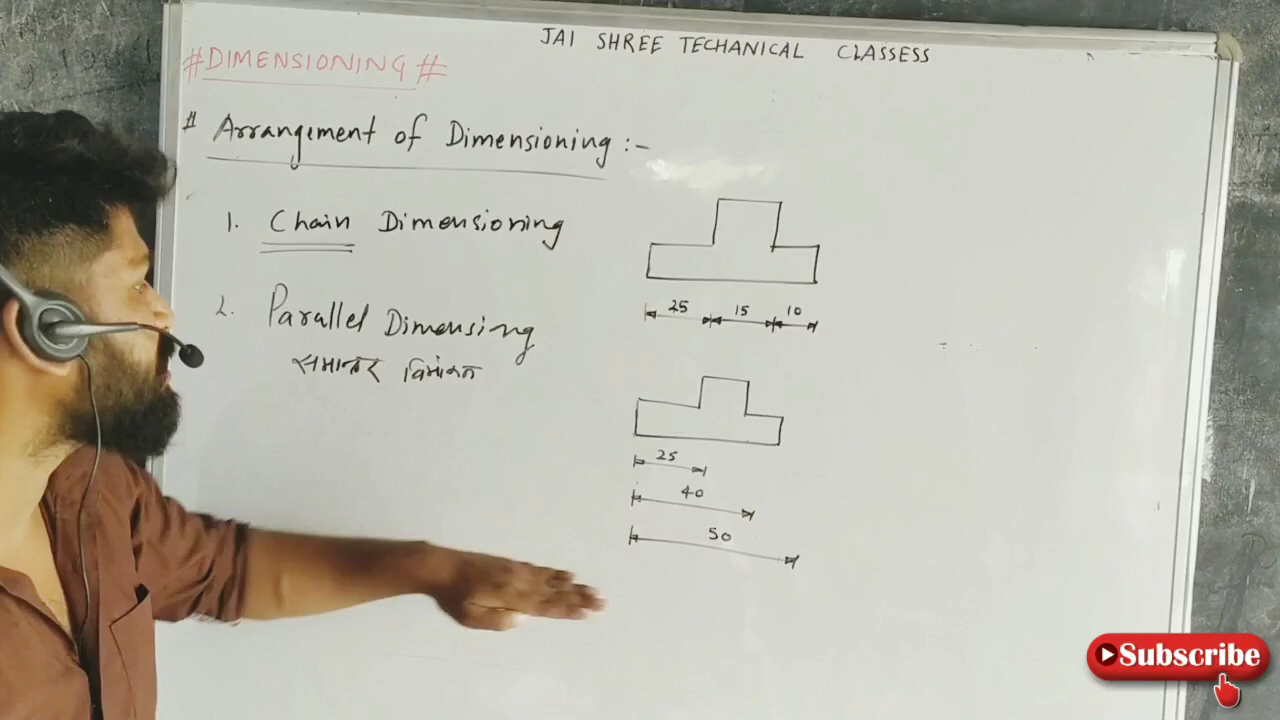 JAI SHREE TECHANICAL CLASSESS
#DIMENSIONING#
# Arrangement of Dimensioning :-
1. Chain Dimensioning
25 15 10
2. Parallel Dimensiong
समान्तर विमांकन
25
40
50
Subscribe